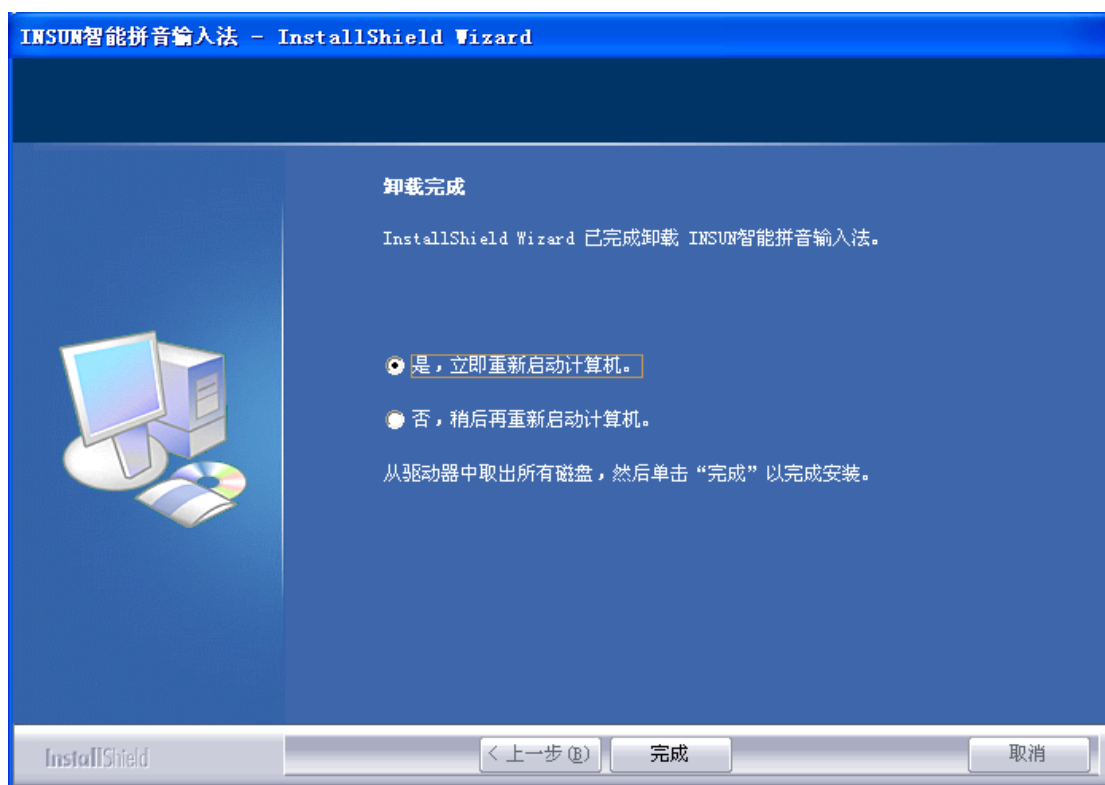 INSUN智能拼音输入法 - InstallShield Wizard
卸载完成
InstallShield Wizard 已完成卸载 INSUN智能拼音输入法。
是，立即重新启动计算机。
否，稍后再重新启动计算机。
从驱动器中取出所有磁盘，然后单击“完成”以完成安装。
InstallShield
< 上一步(B)
完成
取消